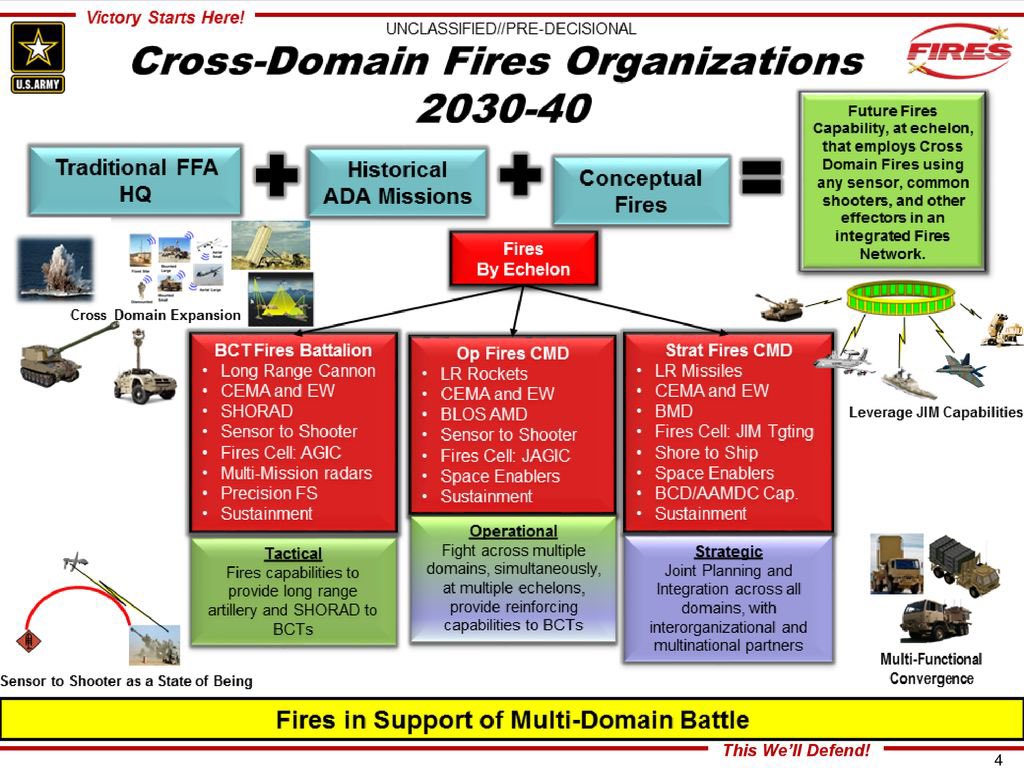 Victory Starts Here!
UNCLASSIFIED//PRE-DECISIONAL
U.S.ARMY
Cross-Domain Fires Organizations
2030-40
FIRES
Traditional FFA
HQ
Historical
ADA Missions
Conceptual
Fires
Future Fires
Capability, at echelon,
that employs Cross
Domain Fires using
any sensor, common
shooters, and other
effectors in an
integrated Fires
Network.
Fires
By Echelon
Cross Domain Expansion
BCT Fires Battalion
• Long Range Cannon
• CEMA and EW
• SHORAD
• Sensor to Shooter
• Fires Cell: AGIC
• Multi-Mission radars
• Precision FS
• Sustainment
Tactical
Fires capabilities to
provide long range
artillery and SHORAD to
BCTs
Op Fires CMD
• LR Rockets
• CEMA and EW
• BLOS AMD
• Sensor to Shooter
• Fires Cell: JAGIC
• Space Enablers
• Sustainment
Operational
Fight across multiple
domains, simultaneously,
at multiple echelons,
provide reinforcing
capabilities to BCTs
Strat Fires CMD
• LR Missiles
• CEMA and EW
• BMD
• Fires Cell: JIM Tgting
• Shore to Ship
• Space Enablers
• BCD/AAMDC Cap.
• Sustainment
Strategic
Joint Planning and
Integration across all
domains, with
interorganizational and
multinational partners
Leverage JIM Capabilities
Multi-Functional
Convergence
Sensor to Shooter as a State of Being
Fires in Support of Multi-Domain Battle
This We'll Defend!
4